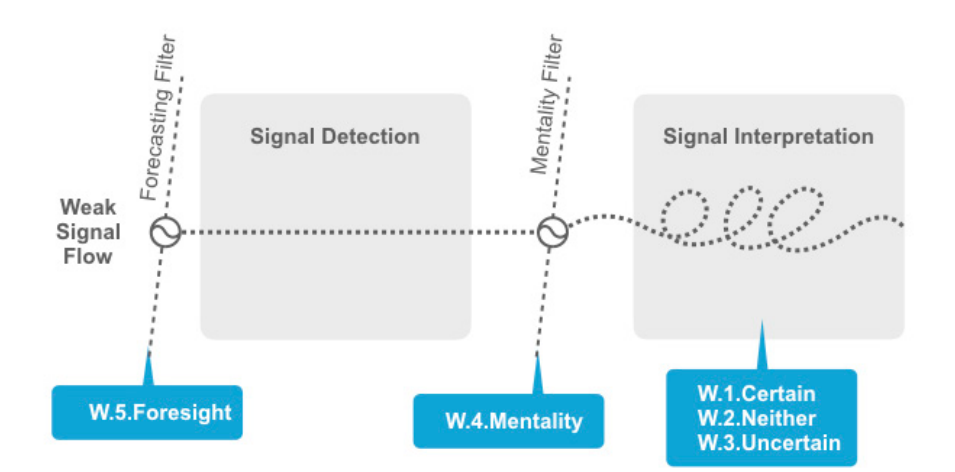 Forecasting Filter
Mentality Filter
Signal Detection
Signal Interpretation
Weak
Signal
Flow
W.5.Foresight
W.4.Mentality
W.1.Certain
W.2.Neither
W.3.Uncertain